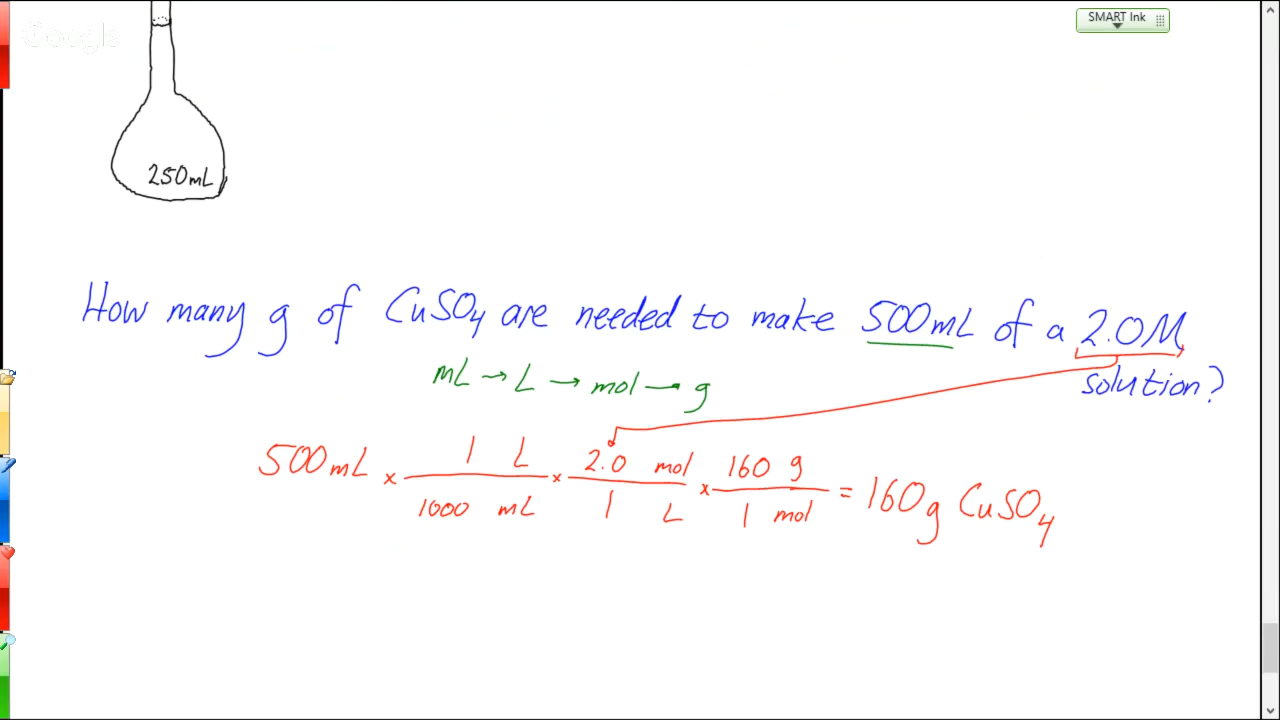 SMART Ink
Google
250mL
How many g of CuSO4 are needed to make 500mL of a 2.0M
solution?
mL → L → mol → g
500mL × 1 L / 1000 mL × 2.0 mol / 1 L × 160 g / 1 mol = 160g CuSO4